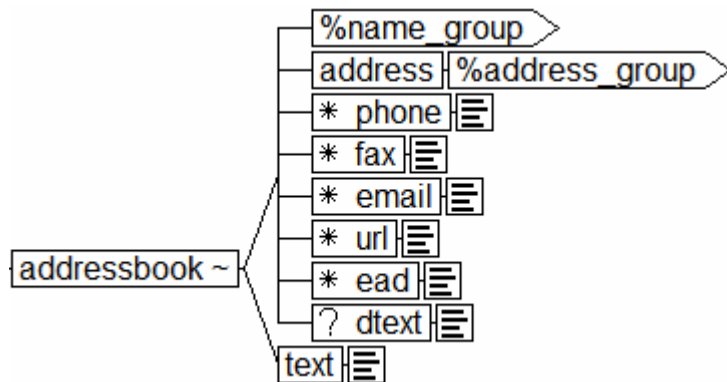 %name_group
address %address_group
* phone
* fax
* email
* url
addressbook ~
* ead
? dtext
text